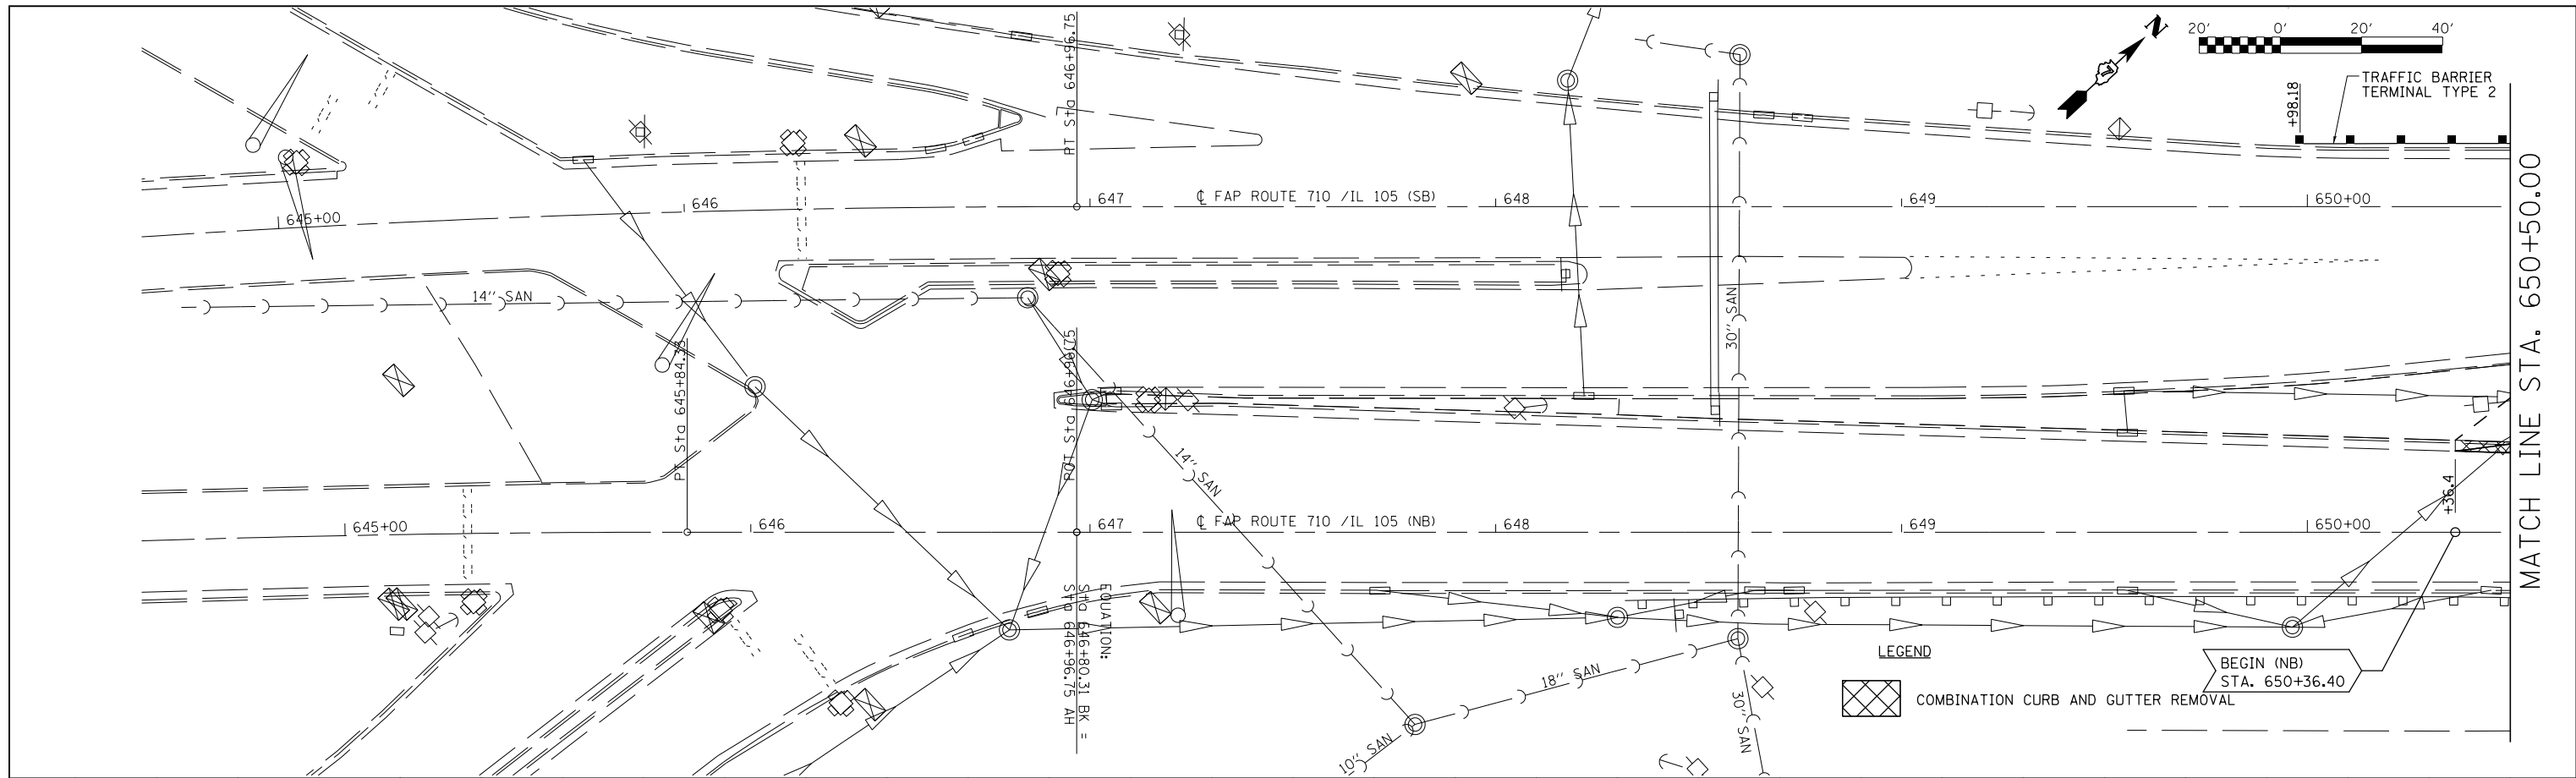 PT Sta 646+96.75
N
20' 0' 20' 40'
TRAFFIC BARRIER
TERMINAL TYPE 2
+98.18
645+00
646
647
℄ FAP ROUTE 710 /IL 105 (SB)
648
649
650+00
MATCH LINE STA. 650+50.00
14'' SAN
30'' SAN
PT Sta 645+84.33
POT Sta 646+96.75
14'' SAN
+36.4
645+00
646
647
℄ FAP ROUTE 710 /IL 105 (NB)
648
649
650+00
EQUATION:
Sta 646+80.31 BK =
Sta 646+96.75 AH
18'' SAN
10'' SAN
30'' SAN
LEGEND
COMBINATION CURB AND GUTTER REMOVAL
BEGIN (NB)
STA. 650+36.40